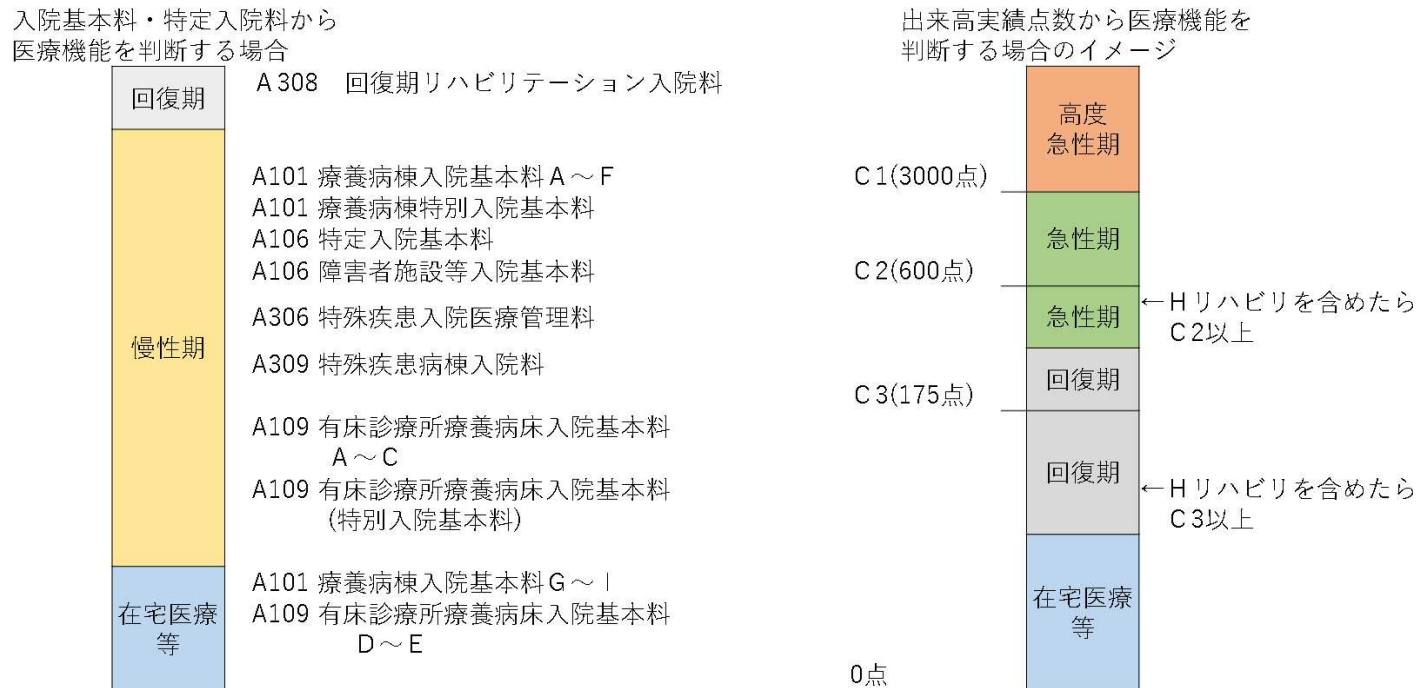 入院基本料・特定入院料から
医療機能を判断する場合
回復期
A308 回復期リハビリテーション入院料
慢性期
A101 療養病棟入院基本料A～F
A101 療養病棟特別入院基本料
A106 特定入院基本料
A106 障害者施設等入院基本料
A306 特殊疾患入院医療管理料
A309 特殊疾患病棟入院料
A109 有床診療所療養病床入院基本料
A～C
A109 有床診療所療養病床入院基本料
(特別入院基本料)
在宅医療
等
A101 療養病棟入院基本料G～I
A109 有床診療所療養病床入院基本料
D～E
出来高実績点数から医療機能を
判断する場合のイメージ
高度
急性期
C1(3000点)
急性期
C2(600点)
急性期
←Hリハビリを含めたら
C2以上
回復期
C3(175点)
回復期
←Hリハビリを含めたら
C3以上
在宅医療
等
0点